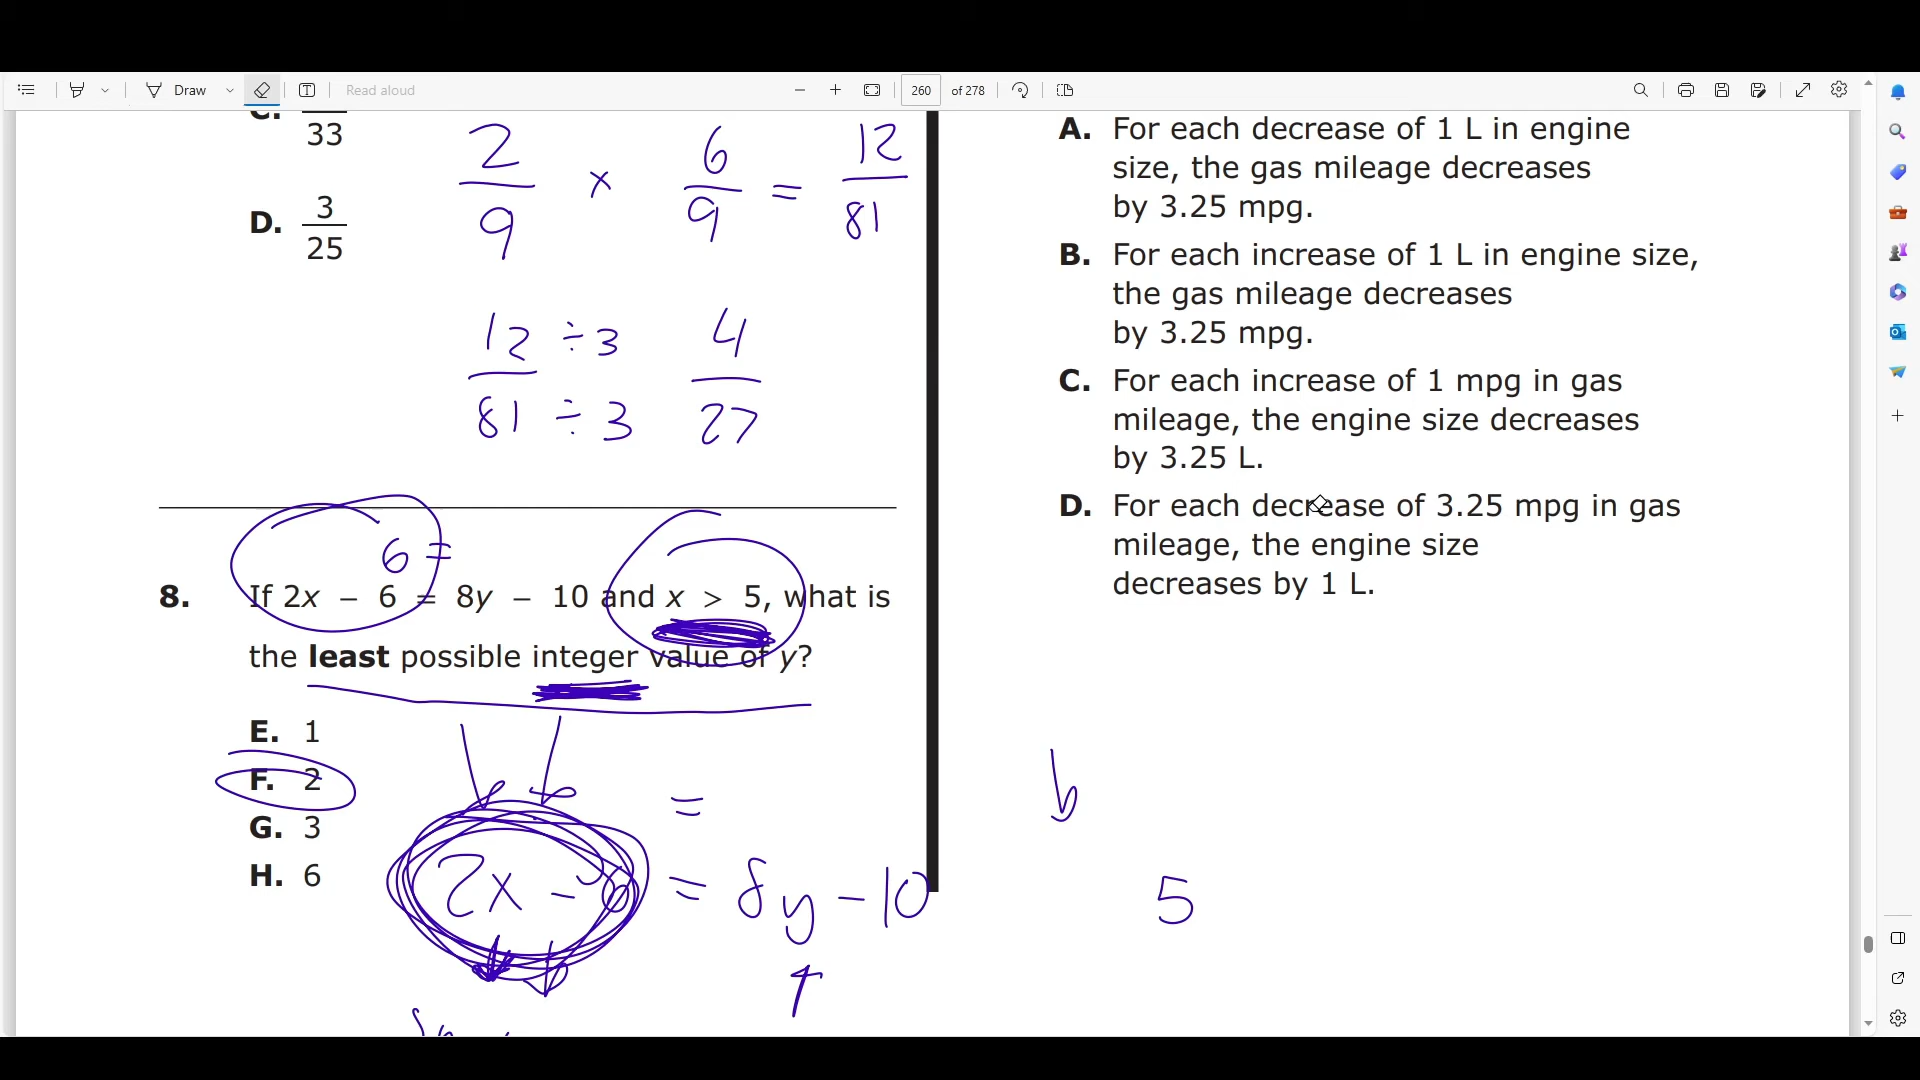 Draw
Read aloud
260 of 278
C.
33
D. 3
25
2 × 6 = 12
9 9 81
12 ÷ 3 4
81 ÷ 3 27
6 =
8. If 2x − 6 = 8y − 10 and x > 5, what is
the least possible integer value of y?
E. 1
F. 2
G. 3
H. 6
=
2x − 6 = 8y − 10
A. For each decrease of 1 L in engine
size, the gas mileage decreases
by 3.25 mpg.
B. For each increase of 1 L in engine size,
the gas mileage decreases
by 3.25 mpg.
C. For each increase of 1 mpg in gas
mileage, the engine size decreases
by 3.25 L.
D. For each decrease of 3.25 mpg in gas
mileage, the engine size
decreases by 1 L.
b
5